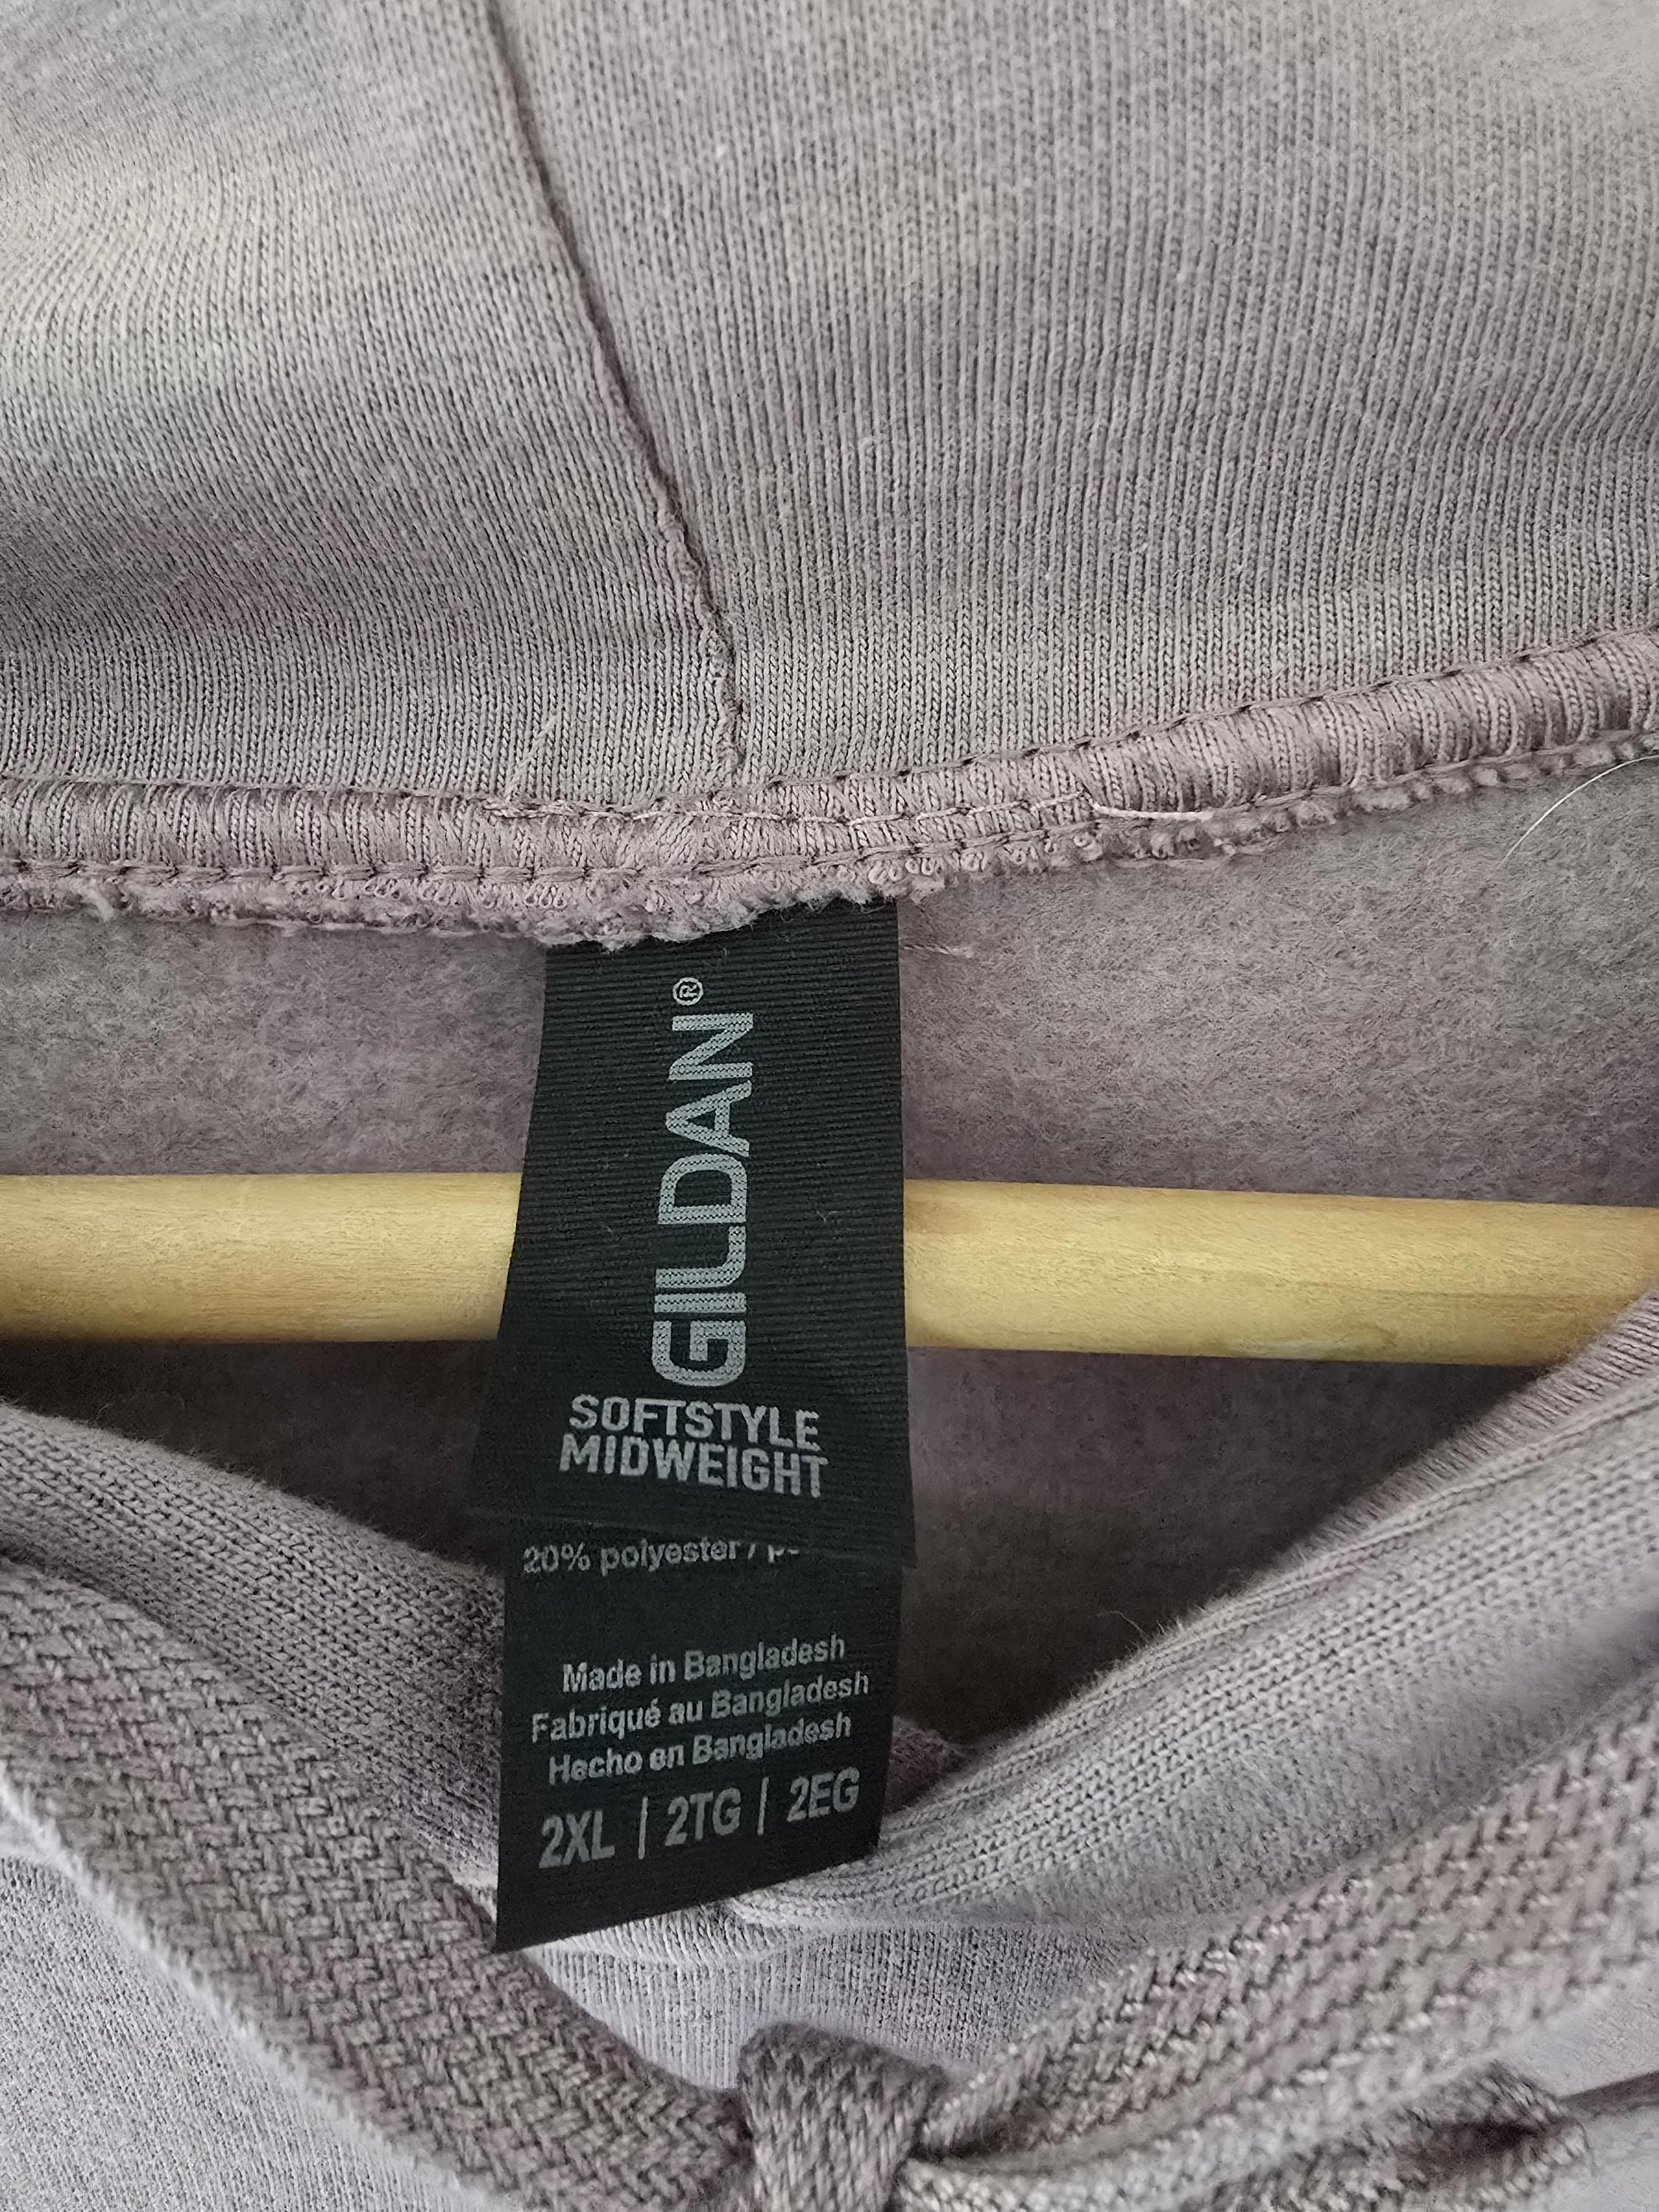 GILDAN®
SOFTSTYLE
MIDWEIGHT
20% polyester /
Made in Bangladesh
Fabriqué au Bangladesh
Hecho en Bangladesh
2XL | 2TG | 2EG